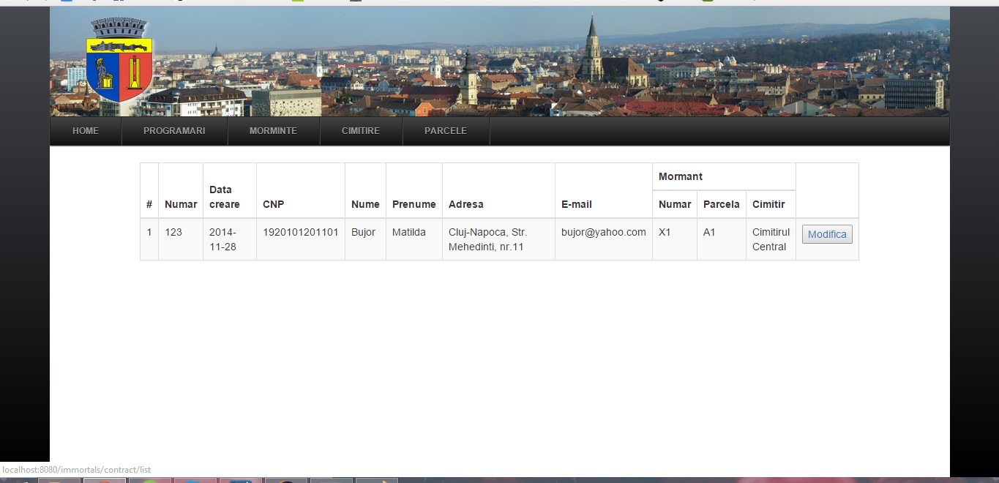 HOME PROGRAMARI MORMINTE CIMITIRE PARCELE
Mormant
# Numar Data creare CNP Nume Prenume Adresa E-mail Numar Parcela Cimitir
1 123 2014-11-28 1920101201101 Bujor Matilda Cluj-Napoca, Str. Mehedinti, nr.11 bujor@yahoo.com X1 A1 Cimitirul Central Modifica
localhost:8080/immortals/contract/list